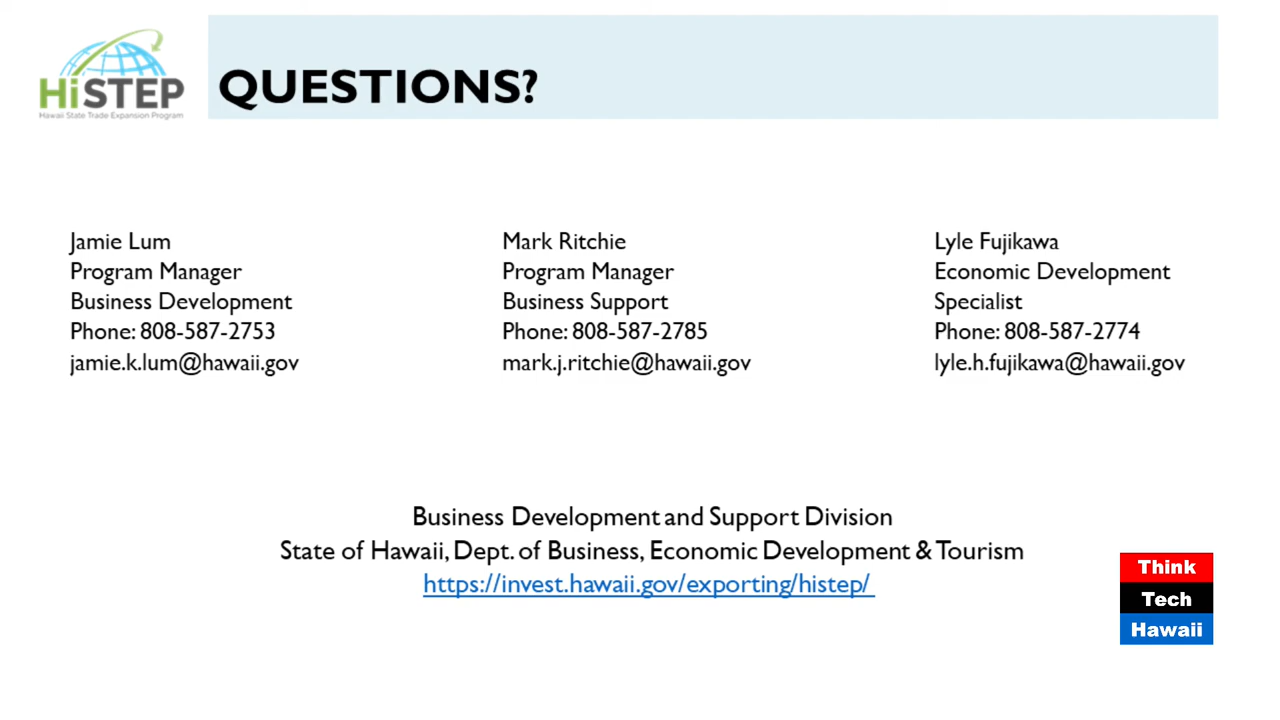 HiSTEP
Hawaii State Trade Expansion Program
QUESTIONS?
Jamie Lum
Program Manager
Business Development
Phone: 808-587-2753
jamie.k.lum@hawaii.gov
Mark Ritchie
Program Manager
Business Support
Phone: 808-587-2785
mark.j.ritchie@hawaii.gov
Lyle Fujikawa
Economic Development
Specialist
Phone: 808-587-2774
lyle.h.fujikawa@hawaii.gov
Business Development and Support Division
State of Hawaii, Dept. of Business, Economic Development & Tourism
https://invest.hawaii.gov/exporting/histep/
Think
Tech
Hawaii